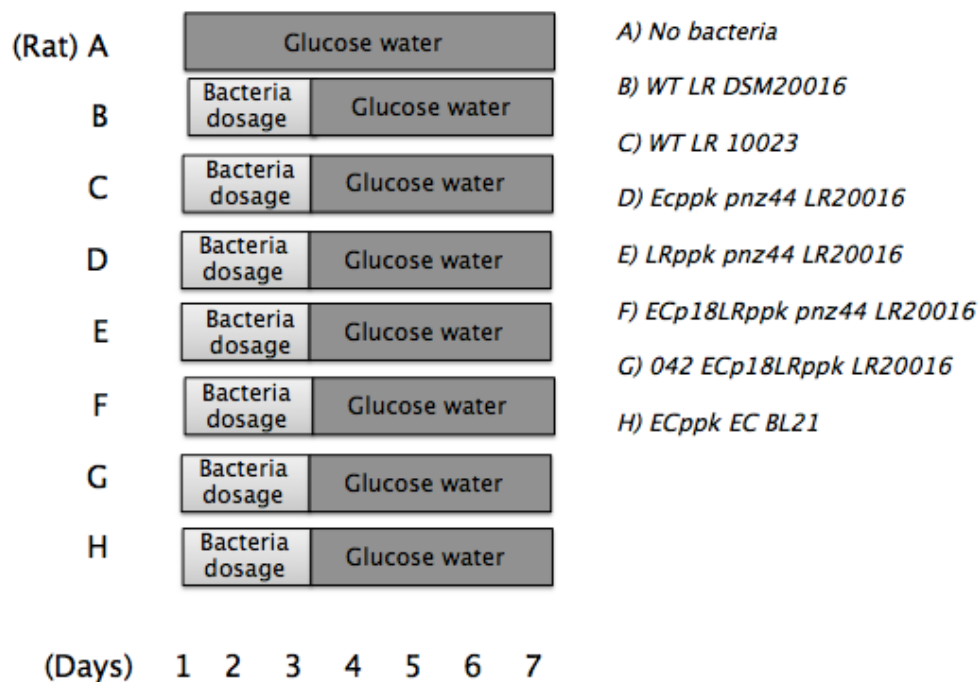 (Rat) A
Glucose water
A) No bacteria
B
Bacteria
dosage
Glucose water
B) WT LR DSM20016
C
Bacteria
dosage
Glucose water
C) WT LR 10023
D
Bacteria
dosage
Glucose water
D) Ecppk pnz44 LR20016
E
Bacteria
dosage
Glucose water
E) LRppk pnz44 LR20016
F
Bacteria
dosage
Glucose water
F) ECp18LRppk pnz44 LR20016
G
Bacteria
dosage
Glucose water
G) 042 ECp18LRppk LR20016
H
Bacteria
dosage
Glucose water
H) ECppk EC BL21
(Days) 1 2 3 4 5 6 7